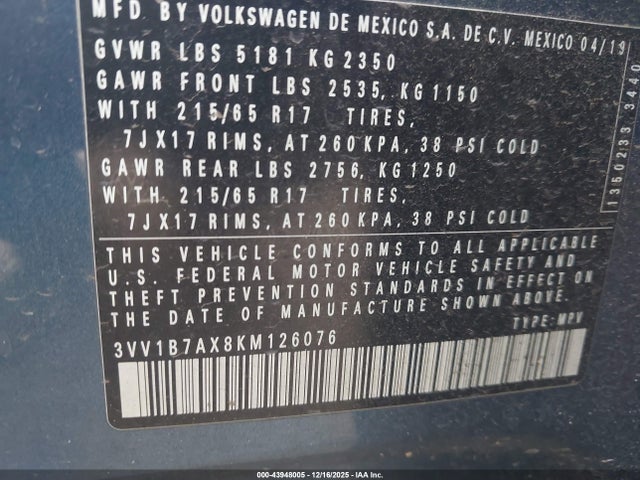 MFD. BY VOLKSWAGEN DE MEXICO S.A. DE C.V. MEXICO 04/19
GVWR LBS 5181 KG 2350
GAWR FRONT LBS 2535, KG 1150
WITH 215/65 R17 TIRES,
7JX17 RIMS, AT 260 KPA, 38 PSI COLD
GAWR REAR LBS 2756, KG 1250
WITH 215/65 R17 TIRES,
7JX17 RIMS, AT 260 KPA, 38 PSI COLD
1350233 3440
THIS VEHICLE CONFORMS TO ALL APPLICABLE
U.S. FEDERAL MOTOR VEHICLE SAFETY AND
THEFT PREVENTION STANDARDS IN EFFECT ON
THE DATE OF MANUFACTURE SHOWN ABOVE.
TYPE: MPV
3VV1B7AX8KM126076
000-43948005 - 12/16/2025 - IAA Inc.